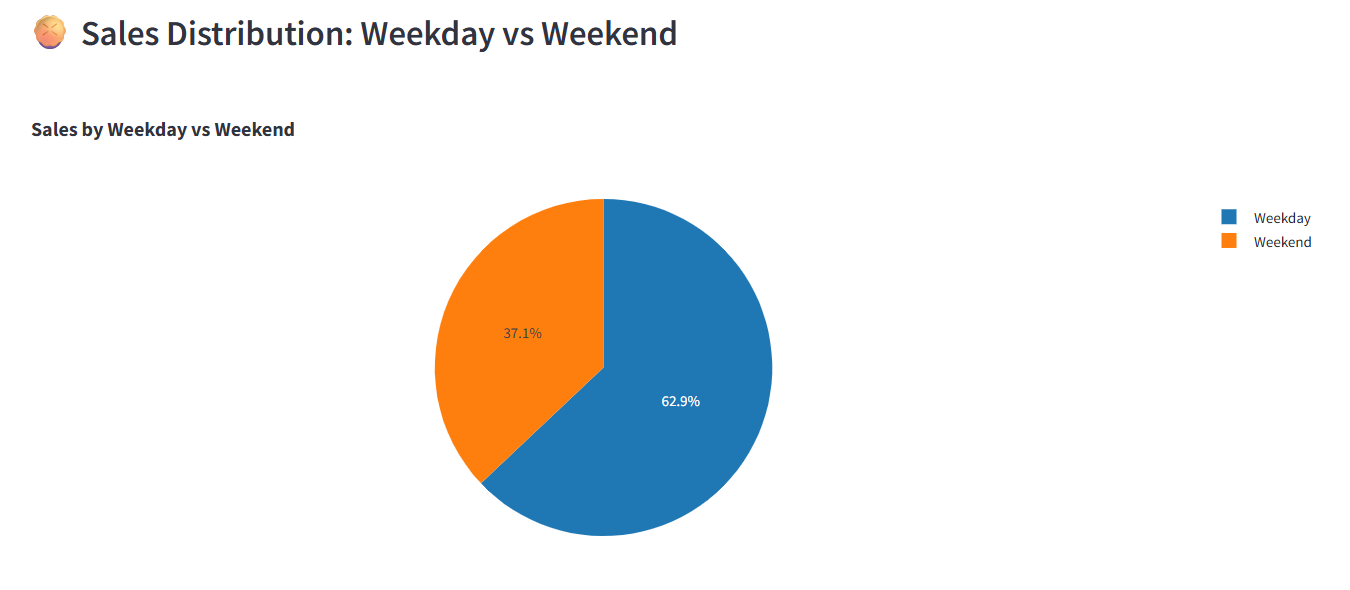 Sales Distribution: Weekday vs Weekend
Sales by Weekday vs Weekend
Weekday
Weekend
37.1%
62.9%